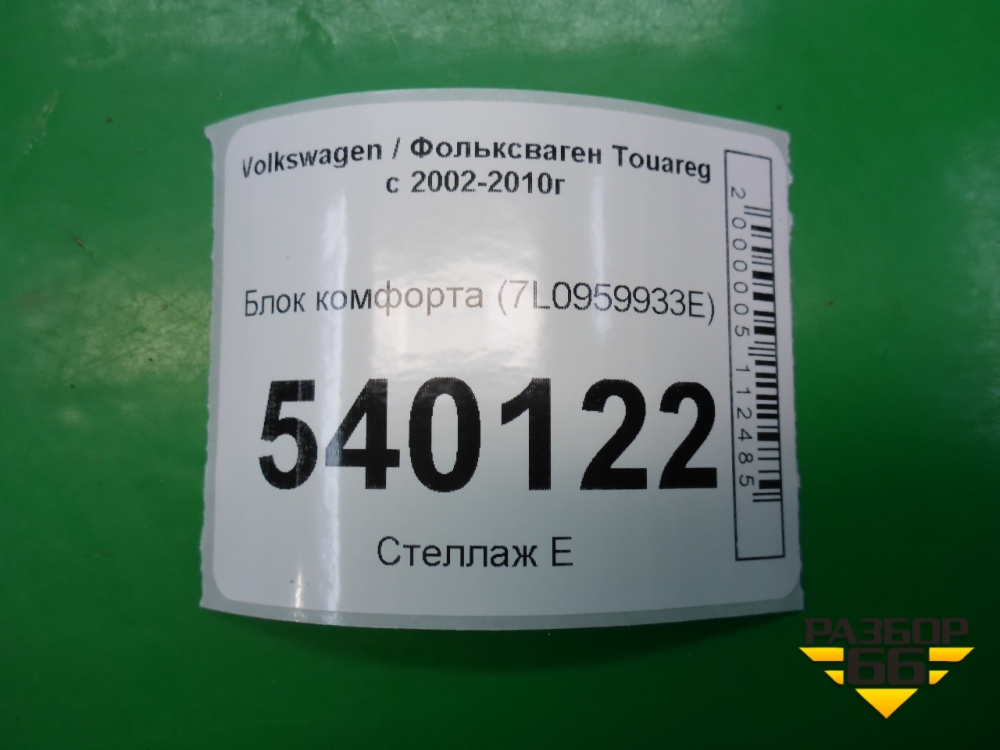 Volkswagen / Фольксваген Touareg
с 2002-2010г
Блок комфорта (7L0959933E)
540122
Стеллаж Е
2000005112485
РАЗБОР
66